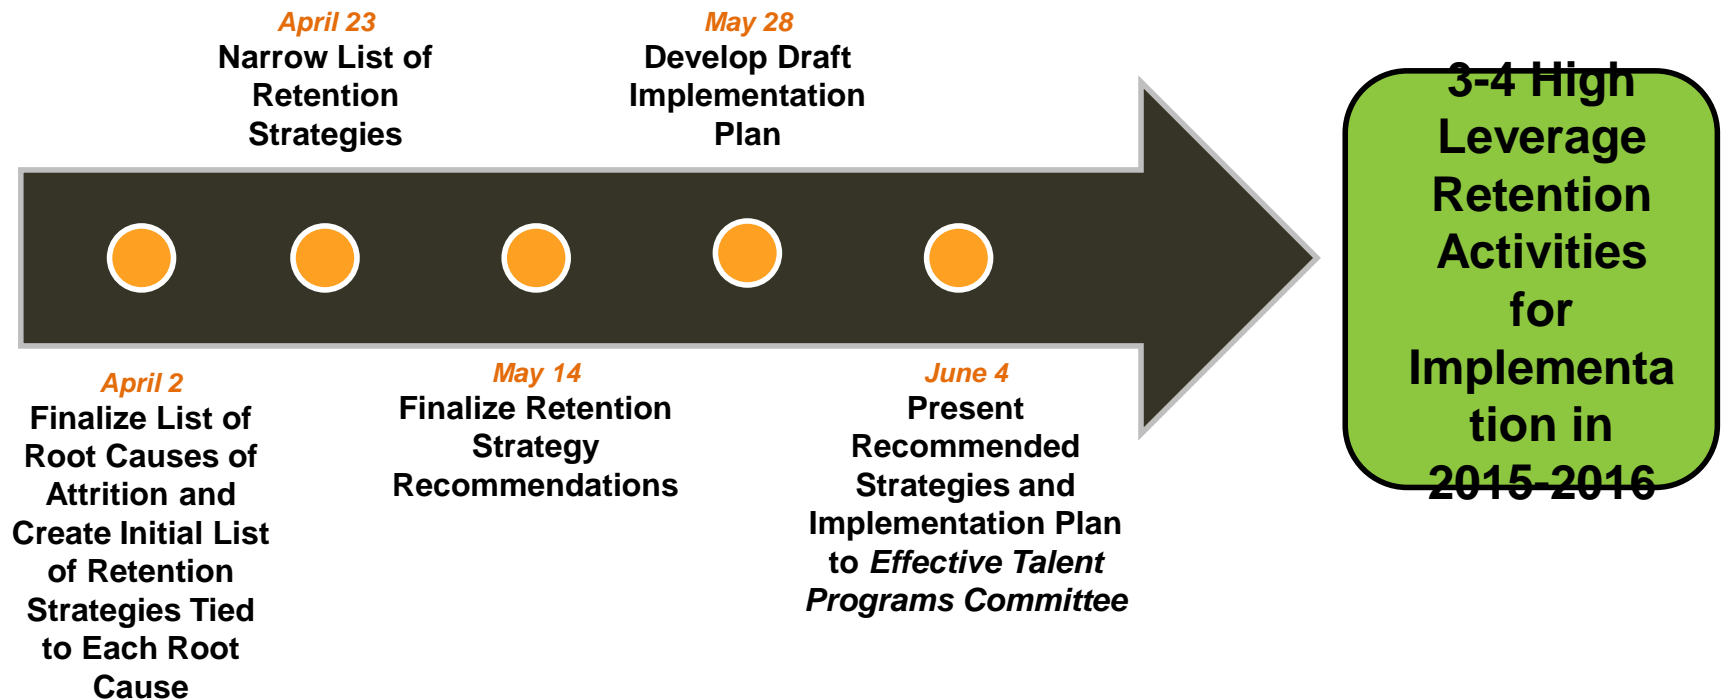 April 23
Narrow List of
Retention
Strategies
May 28
Develop Draft
Implementation
Plan
April 2
Finalize List of
Root Causes of
Attrition and
Create Initial List
of Retention
Strategies Tied
to Each Root
Cause
May 14
Finalize Retention
Strategy
Recommendations
June 4
Present
Recommended
Strategies and
Implementation Plan
to Effective Talent
Programs Committee
3-4 High
Leverage
Retention
Activities
for
Implementa
tion in
2015-2016